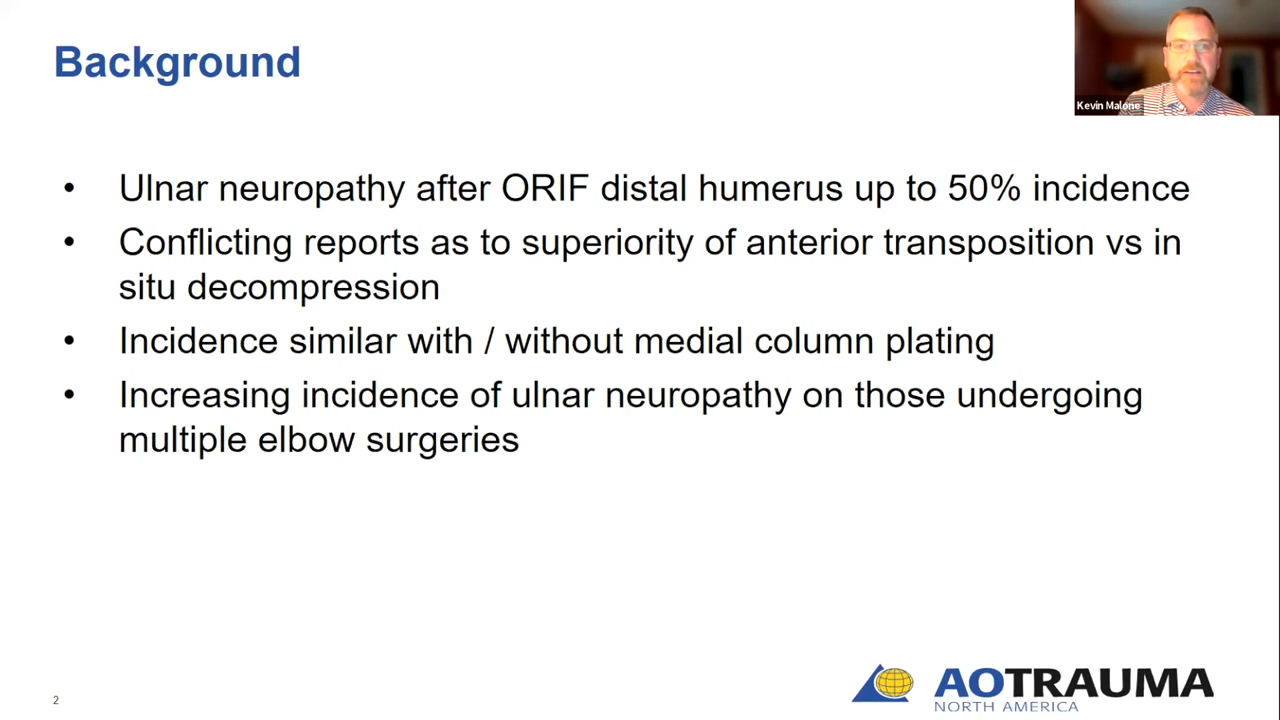 Background
Kevin Malone
• Ulnar neuropathy after ORIF distal humerus up to 50% incidence
• Conflicting reports as to superiority of anterior transposition vs in
situ decompression
• Incidence similar with / without medial column plating
• Increasing incidence of ulnar neuropathy on those undergoing
multiple elbow surgeries
2
AOTRAUMA
NORTH AMERICA